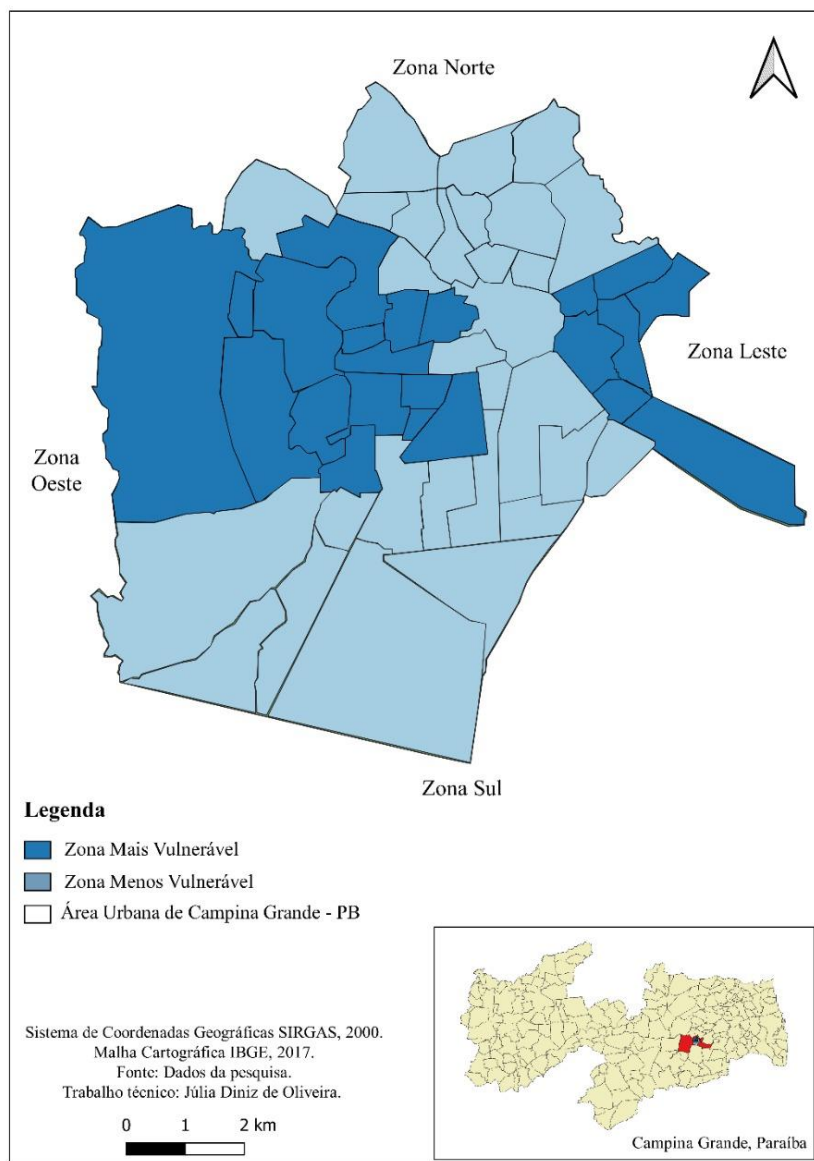 Zona Norte
Zona Leste
Zona
Oeste
Zona Sul
Legenda
Zona Mais Vulnerável
Zona Menos Vulnerável
Área Urbana de Campina Grande - PB
Sistema de Coordenadas Geográficas SIRGAS, 2000.
Malha Cartográfica IBGE, 2017.
Fonte: Dados da pesquisa.
Trabalho técnico: Júlia Diniz de Oliveira.
0 1 2 km
Campina Grande, Paraíba